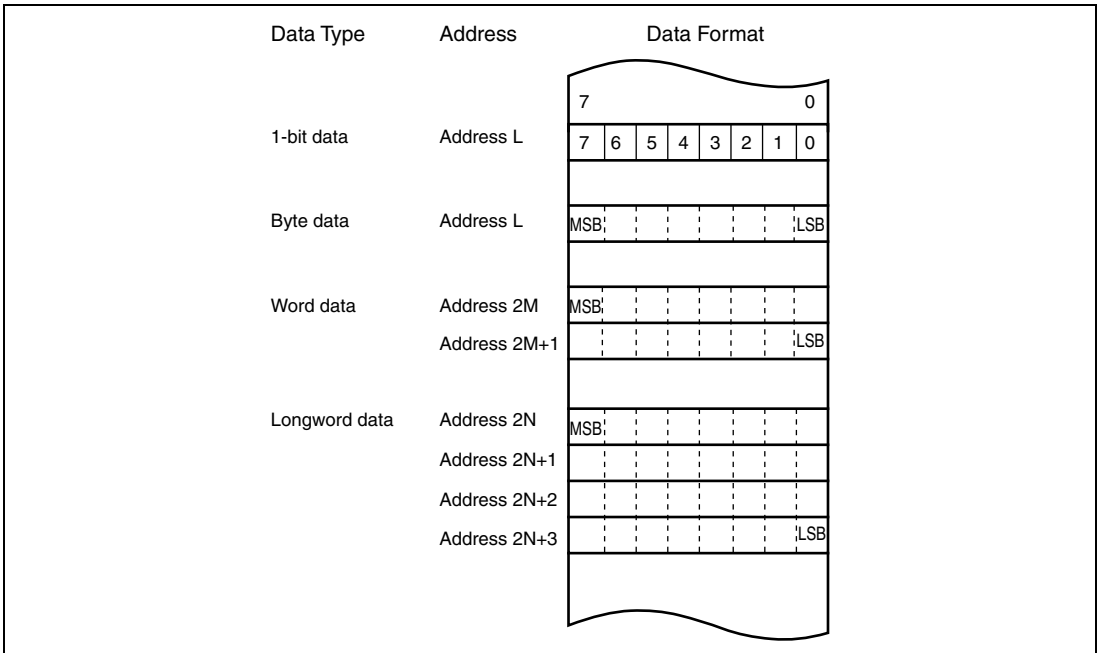 Data Type Address Data Format
7 0
1-bit data Address L 7 6 5 4 3 2 1 0
Byte data Address L MSB LSB
Word data Address 2M MSB
Address 2M+1 LSB
Longword data Address 2N MSB
Address 2N+1
Address 2N+2
Address 2N+3 LSB